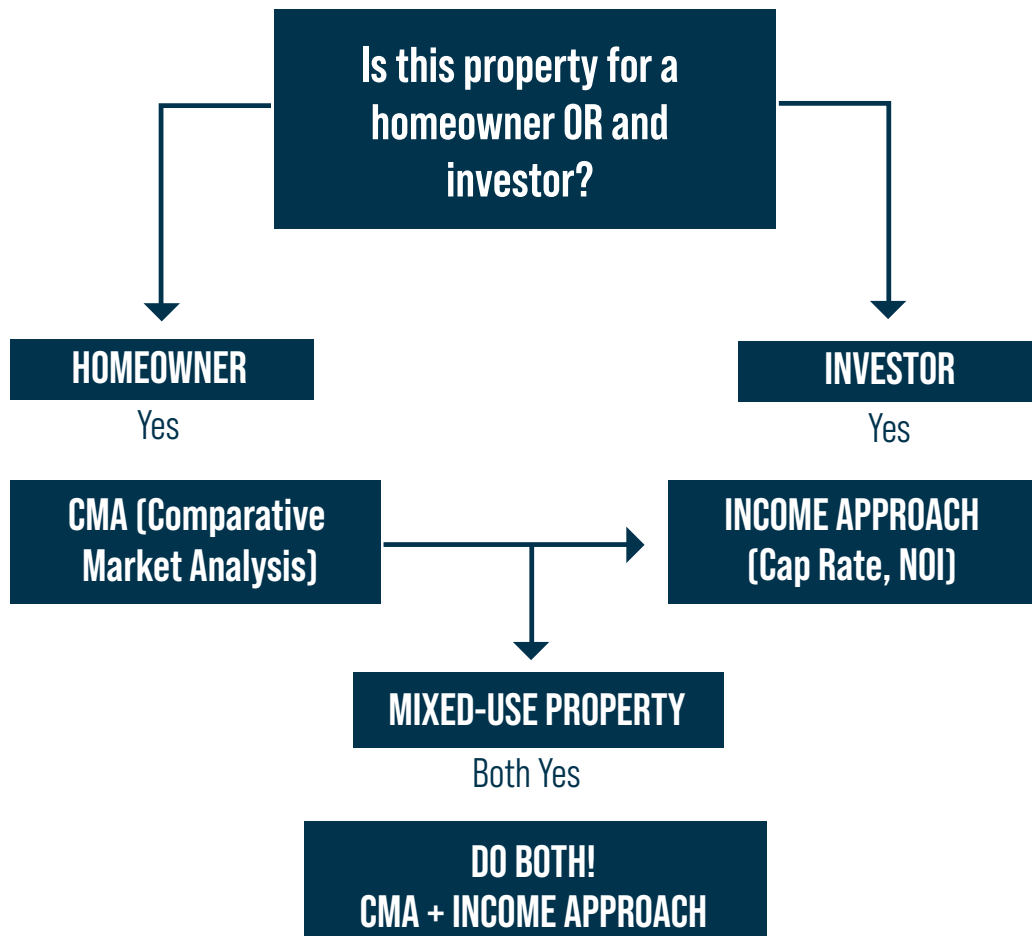 Is this property for a
homeowner OR and
investor?
HOMEOWNER
Yes
INVESTOR
Yes
CMA (Comparative
Market Analysis)
INCOME APPROACH
(Cap Rate, NOI)
MIXED-USE PROPERTY
Both Yes
DO BOTH!
CMA + INCOME APPROACH